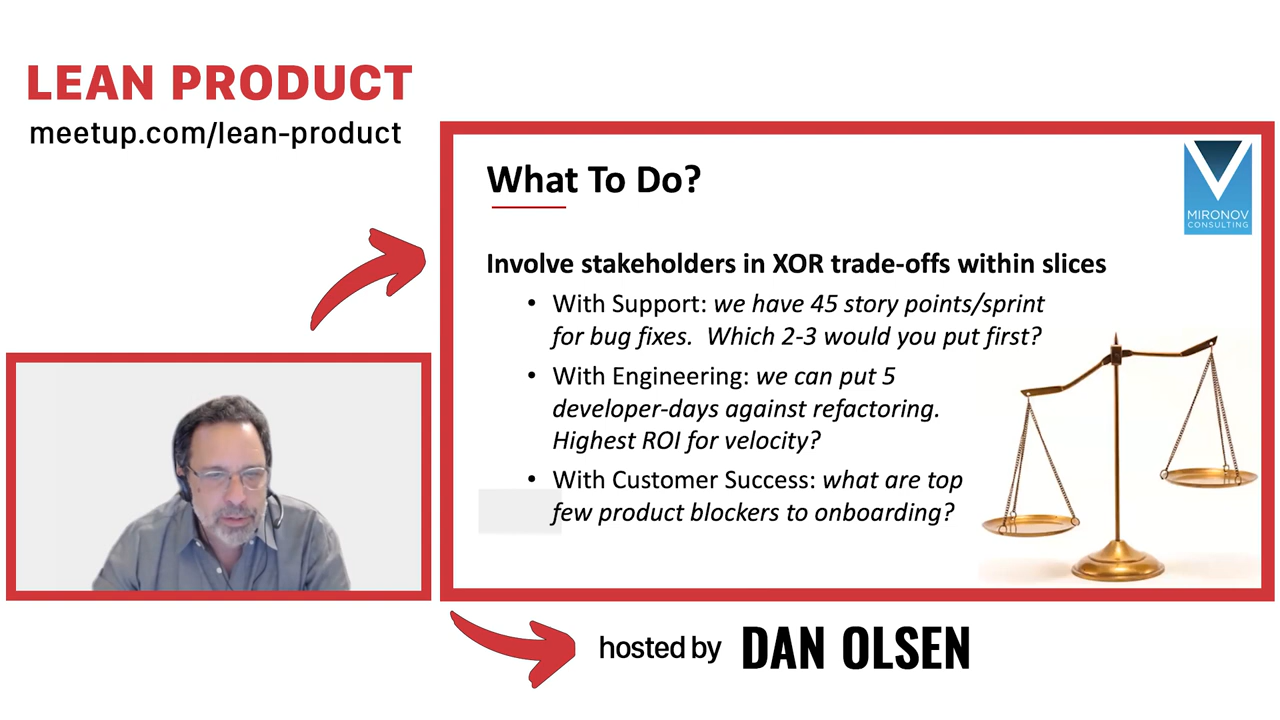 LEAN PRODUCT
meetup.com/lean-product
What To Do?
MIRONOV
CONSULTING
Involve stakeholders in XOR trade-offs within slices
• With Support: we have 45 story points/sprint
for bug fixes.  Which 2-3 would you put first?
• With Engineering: we can put 5
developer-days against refactoring.
Highest ROI for velocity?
• With Customer Success: what are top
few product blockers to onboarding?
hosted by DAN OLSEN